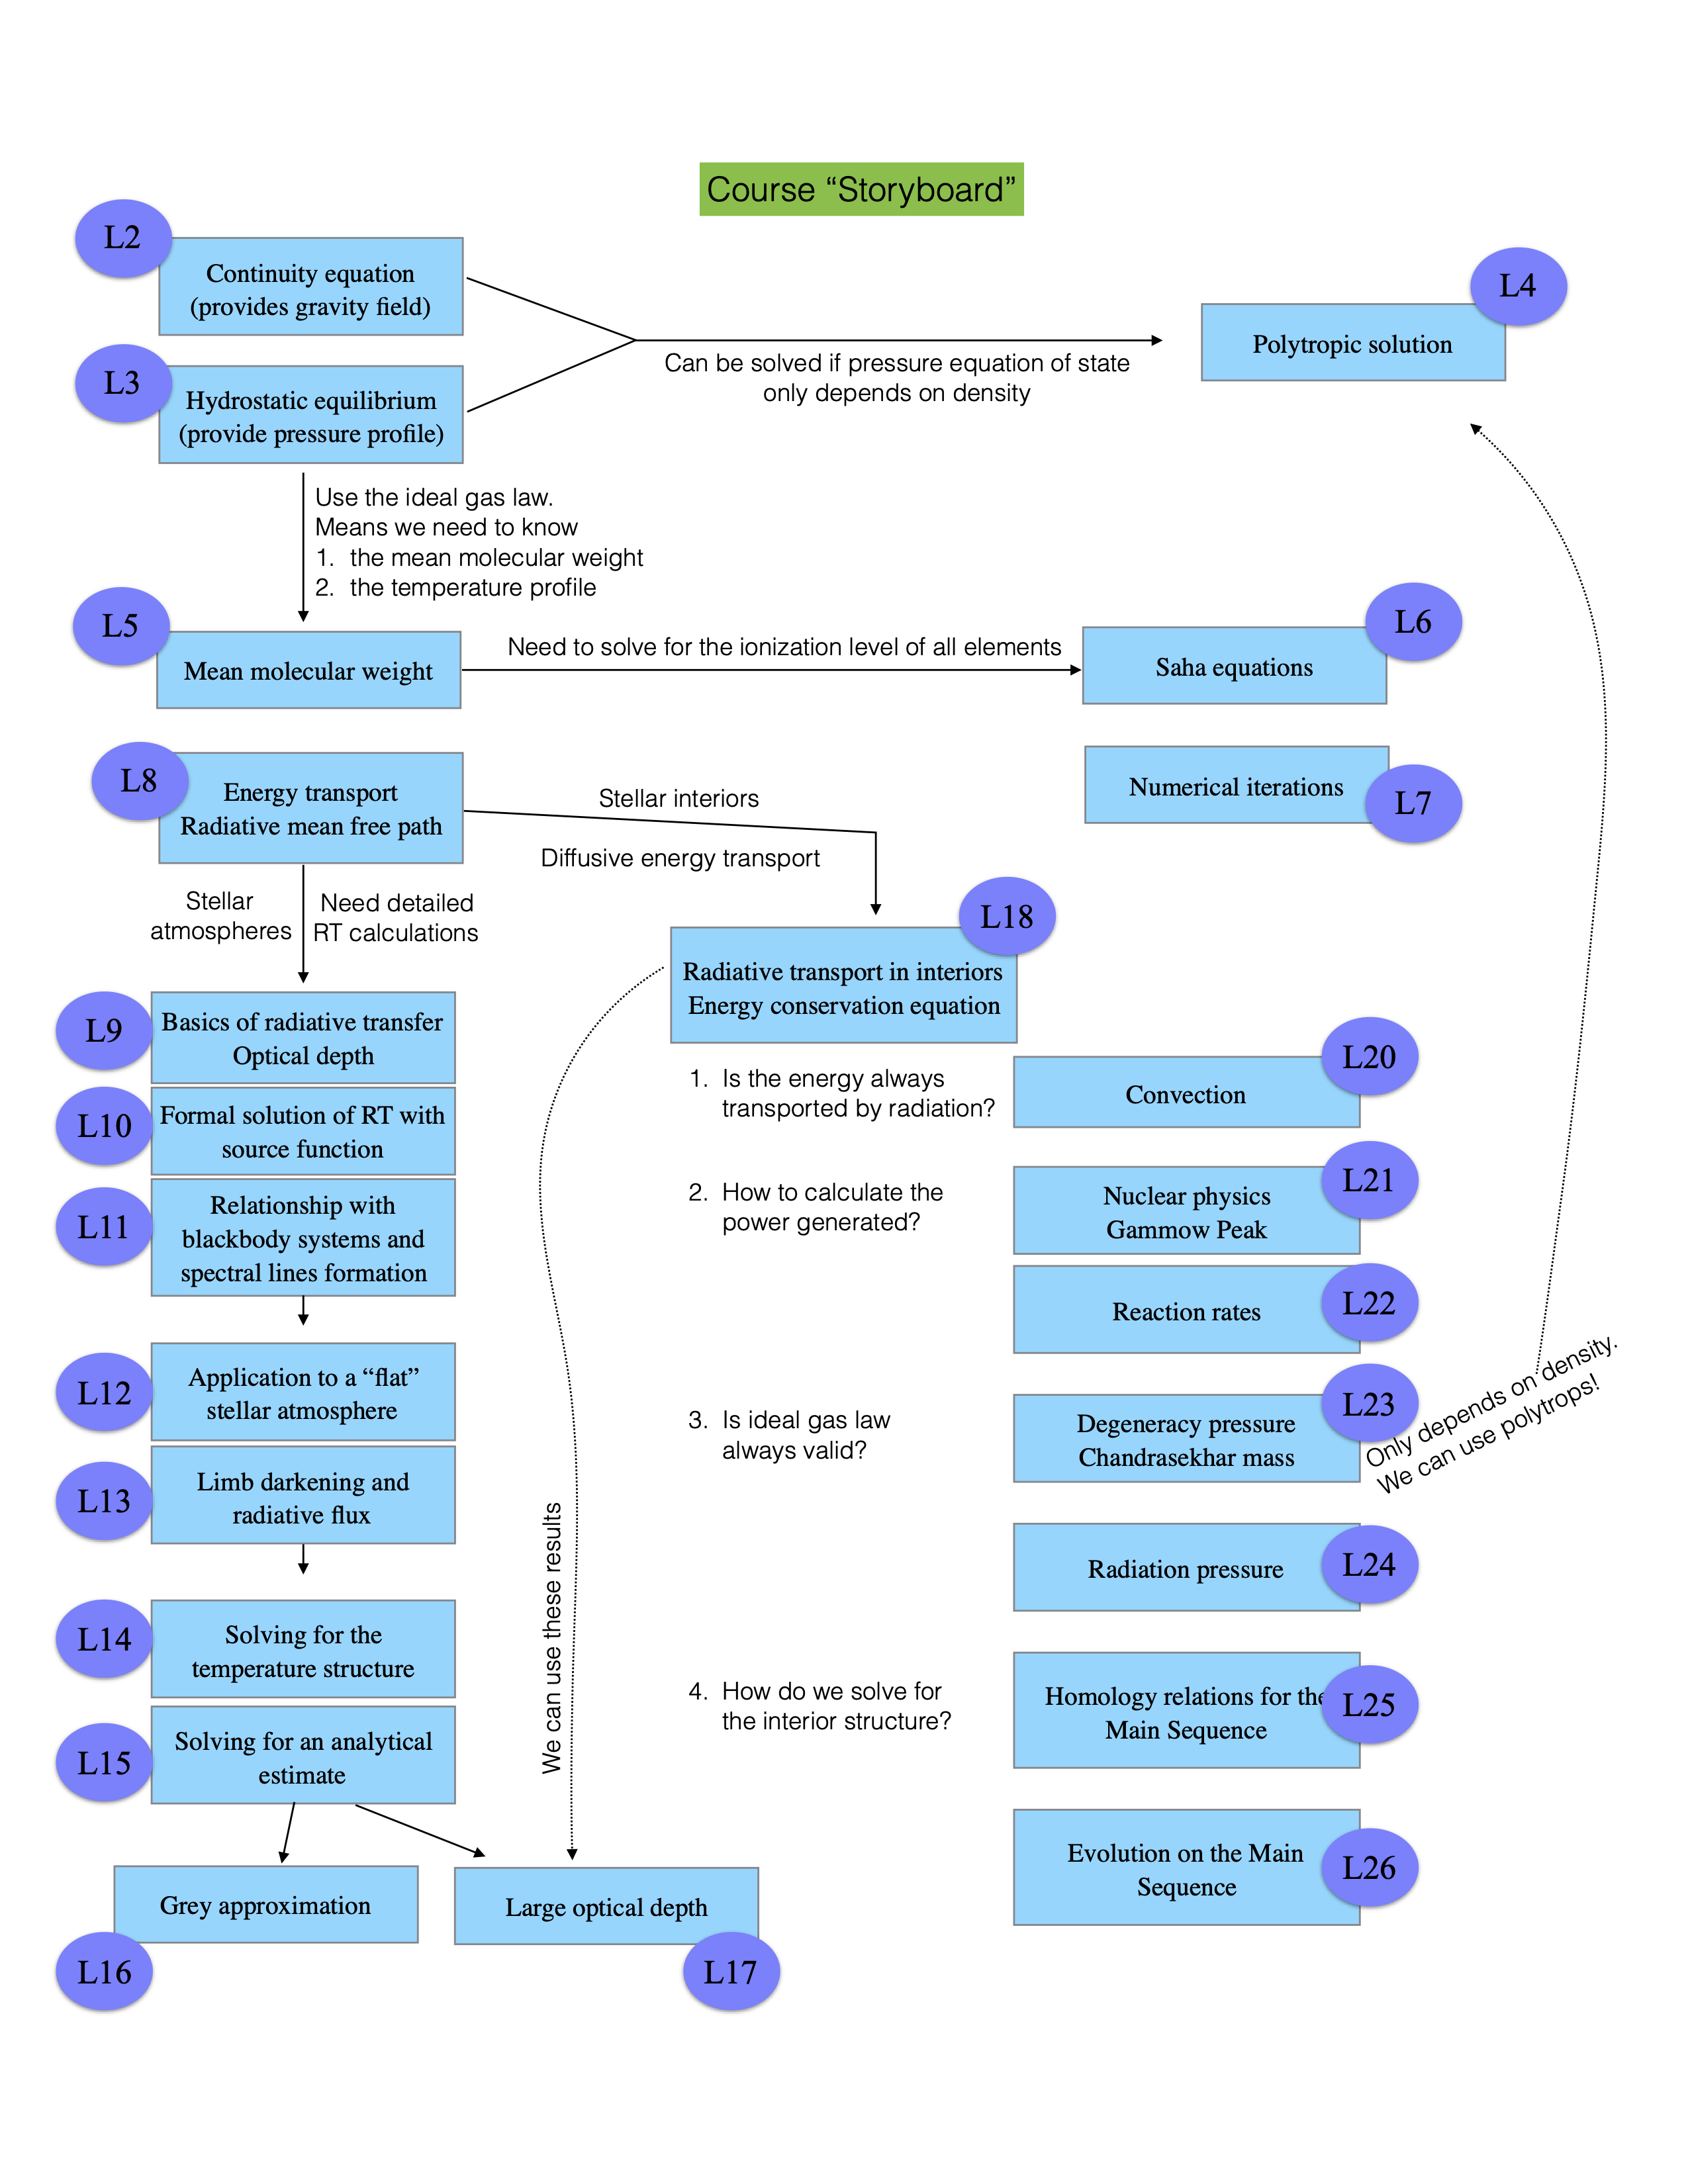 Course “Storyboard”
L2
Continuity equation
(provides gravity field)
L3
Hydrostatic equilibrium
(provide pressure profile)
Can be solved if pressure equation of state
only depends on density
L4
Polytropic solution
Use the ideal gas law.
Means we need to know
1. the mean molecular weight
2. the temperature profile
L5
Mean molecular weight
Need to solve for the ionization level of all elements
L6
Saha equations
Numerical iterations
L7
L8
Energy transport
Radiative mean free path
Stellar interiors
Diffusive energy transport
Stellar
atmospheres
Need detailed
RT calculations
L18
Radiative transport in interiors
Energy conservation equation
L9
Basics of radiative transfer
Optical depth
L10
Formal solution of RT with
source function
L11
Relationship with
blackbody systems and
spectral lines formation
L12
Application to a “flat”
stellar atmosphere
L13
Limb darkening and
radiative flux
L14
Solving for the
temperature structure
L15
Solving for an analytical
estimate
Grey approximation
L16
Large optical depth
L17
We can use these results
1. Is the energy always
transported by radiation?
L20
Convection
2. How to calculate the
power generated?
L21
Nuclear physics
Gammow Peak
L22
Reaction rates
3. Is ideal gas law
always valid?
L23
Degeneracy pressure
Chandrasekhar mass
Only depends on density.
We can use polytrops!
L24
Radiation pressure
4. How do we solve for
the interior structure?
L25
Homology relations for the
Main Sequence
L26
Evolution on the Main
Sequence